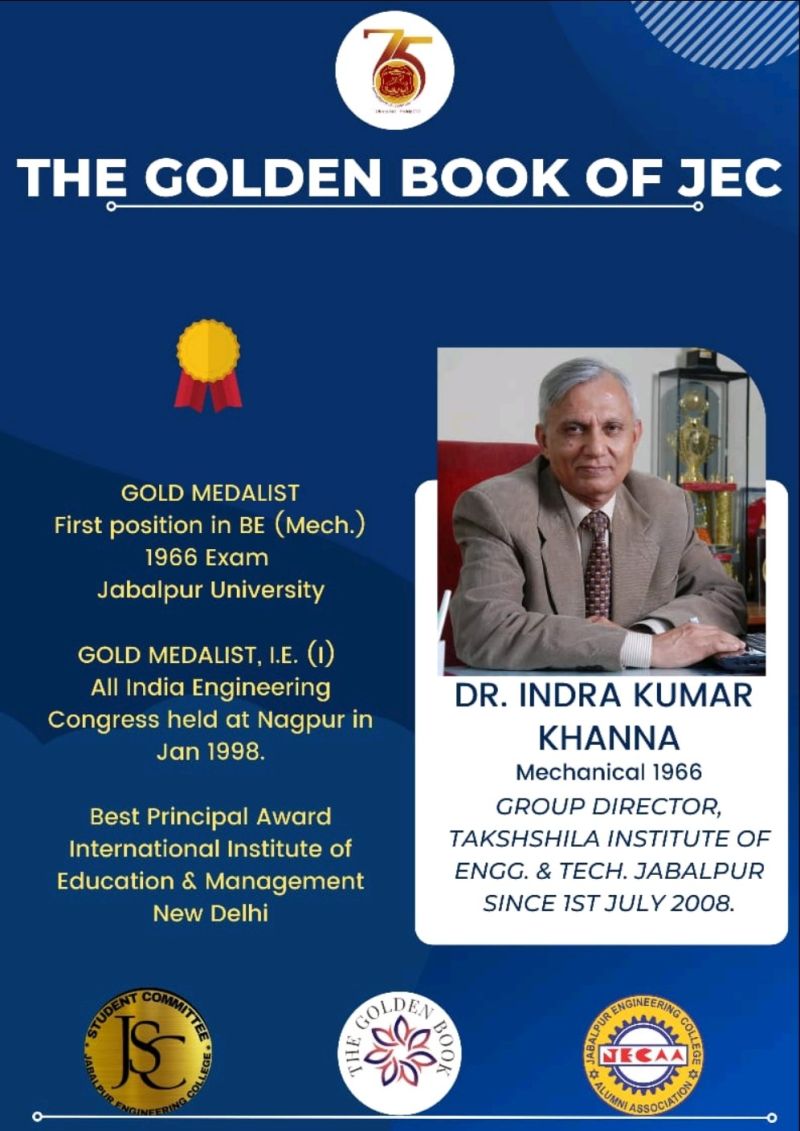 75
THE GOLDEN BOOK OF JEC
GOLD MEDALIST
First position in BE (Mech.)
1966 Exam
Jabalpur University
GOLD MEDALIST, I.E. (I)
All India Engineering
Congress held at Nagpur in
Jan 1998.
Best Principal Award
International Institute of
Education & Management
New Delhi
DR. INDRA KUMAR
KHANNA
Mechanical 1966
GROUP DIRECTOR,
TAKSHSHILA INSTITUTE OF
ENGG. & TECH. JABALPUR
SINCE 1ST JULY 2008.
STUDENT COMMITTEE
JSC
JABALPUR ENGINEERING COLLEGE
THE GOLDEN BOOK
JABALPUR ENGINEERING COLLEGE
JECAA
ALUMNI ASSOCIATION